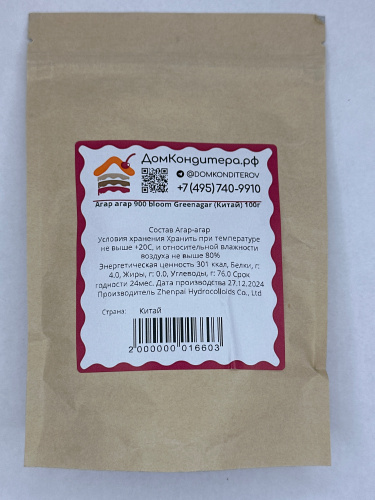 ДомКондитера.рф
@DOMKONDITEROV
+7(495)740-9910
Агар агар 900 bloom Greenagar (Китай) 100г
Состав Агар-агар
Условия хранения Хранить при температуре
не выше +20С, и относительной влажности
воздуха не выше 80%
Энергетическая ценность 301 ккал, Белки, г:
4.0, Жиры, г: 0.0, Углеводы, г: 76.0 Срок
годности 24мес. Дата производства 27.12.2024
Производитель Zhenpai Hydrocolloids Co., Ltd
Страна: Китай
2 000000 016603